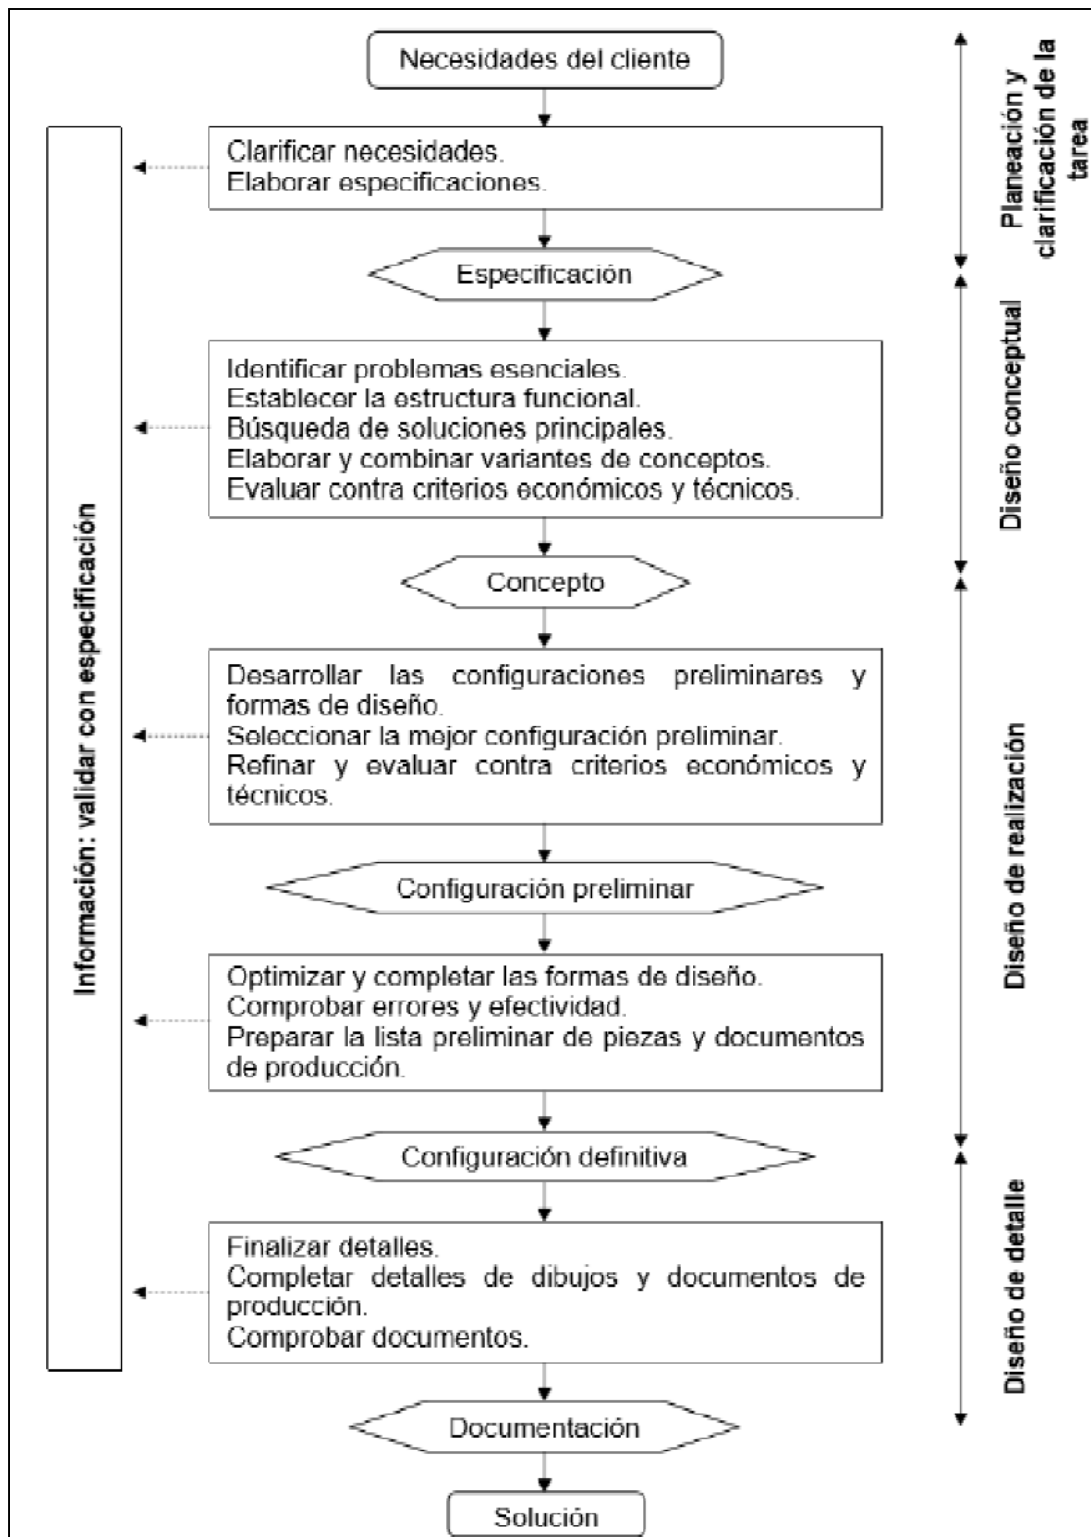 Necesidades del cliente
Planeación y
clarificación de la
tarea
Clarificar necesidades.
Elaborar especificaciones.
Especificación
Diseño conceptual
Identificar problemas esenciales.
Establecer la estructura funcional.
Búsqueda de soluciones principales.
Elaborar y combinar variantes de conceptos.
Evaluar contra criterios económicos y técnicos.
Información: validar con especificación
Concepto
Diseño de realización
Desarrollar las configuraciones preliminares y
formas de diseño.
Seleccionar la mejor configuración preliminar.
Refinar y evaluar contra criterios económicos y
técnicos.
Configuración preliminar
Optimizar y completar las formas de diseño.
Comprobar errores y efectividad.
Preparar la lista preliminar de piezas y documentos
de producción.
Configuración definitiva
Diseño de detalle
Finalizar detalles.
Completar detalles de dibujos y documentos de
producción.
Comprobar documentos.
Documentación
Solución